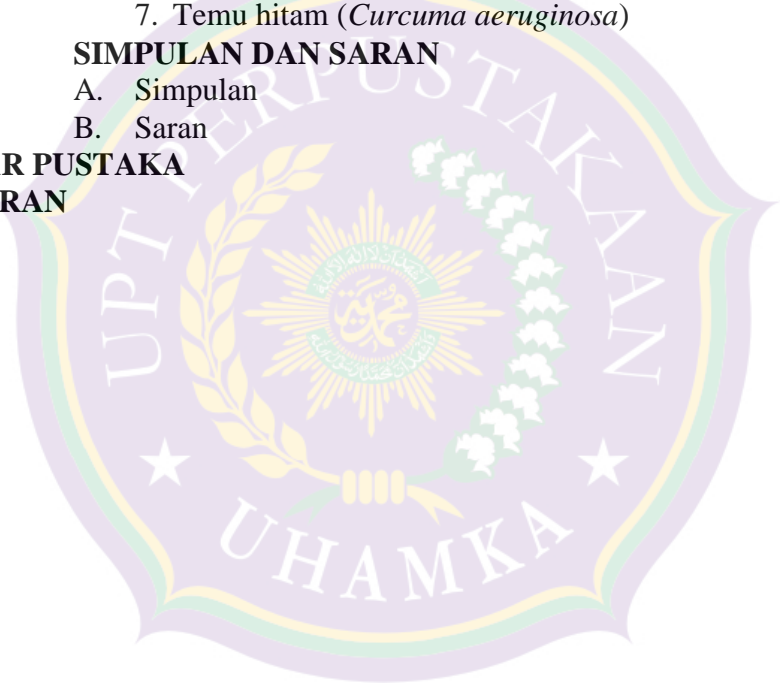 7. Temu hitam (Curcuma aeruginosa)
SIMPULAN DAN SARAN
A. Simpulan
B. Saran
R PUSTAKA
RAN
UPT PERPUSTAKAAN
UHAMKA